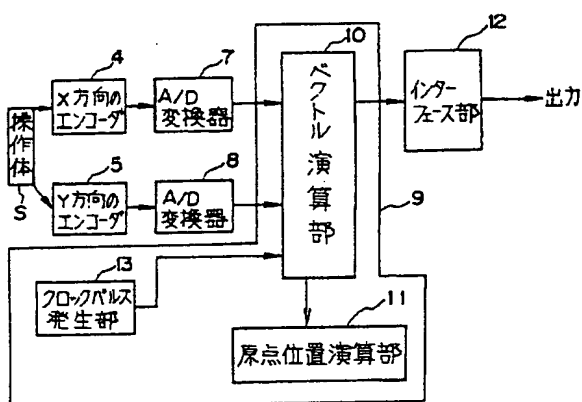 4
X方向の
エンコーダ
7
A/D
変換器
10
ベクトル演算部
12
インター
フェース部
出力
操作体
S
5
Y方向の
エンコーダ
8
A/D
変換器
9
13
クロックパルス
発生部
11
原点位置演算部